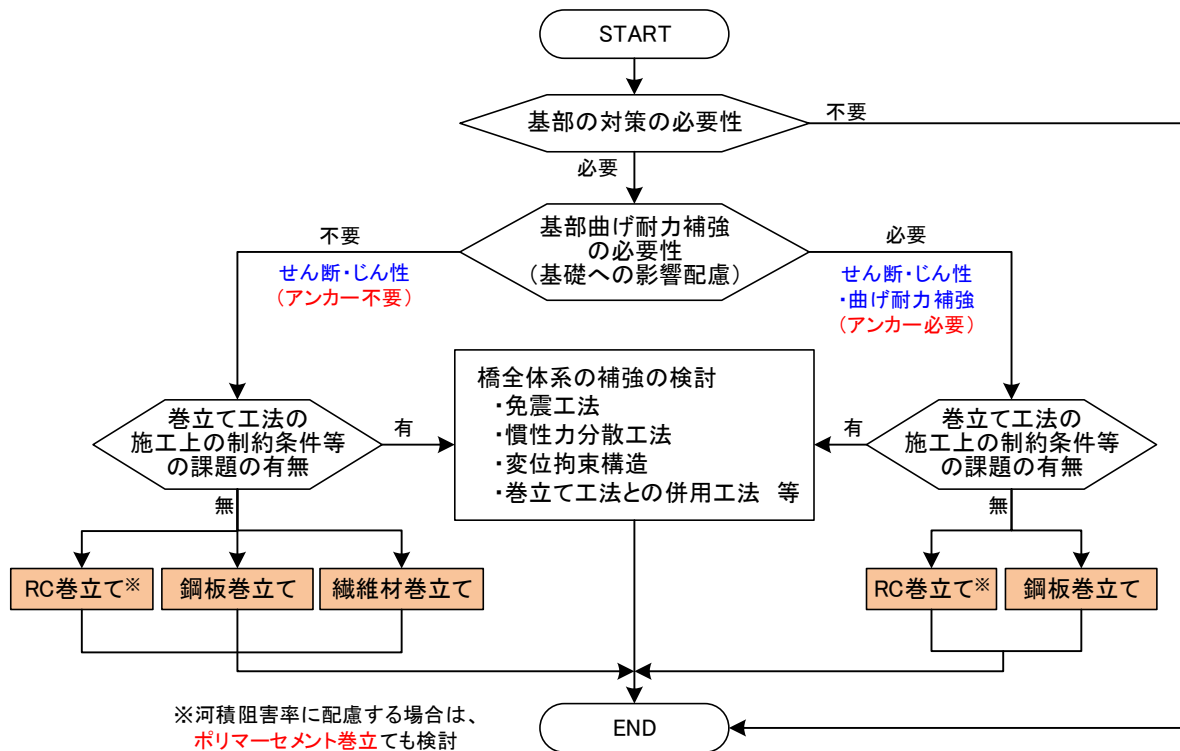 START
基部の対策の必要性
不要
必要
基部曲げ耐力補強
の必要性
（基礎への影響配慮）
不要
せん断・じん性
（アンカー不要）
必要
せん断・じん性
・曲げ耐力補強
（アンカー必要）
橋全体系の補強の検討
・免震工法
・慣性力分散工法
・変位拘束構造
・巻立て工法との併用工法　等
巻立て工法の
施工上の制約条件等
の課題の有無
有
無
巻立て工法の
施工上の制約条件等
の課題の有無
有
無
RC巻立て※
鋼板巻立て
繊維材巻立て
RC巻立て※
鋼板巻立て
※河積阻害率に配慮する場合は、
ポリマーセメント巻立ても検討
END